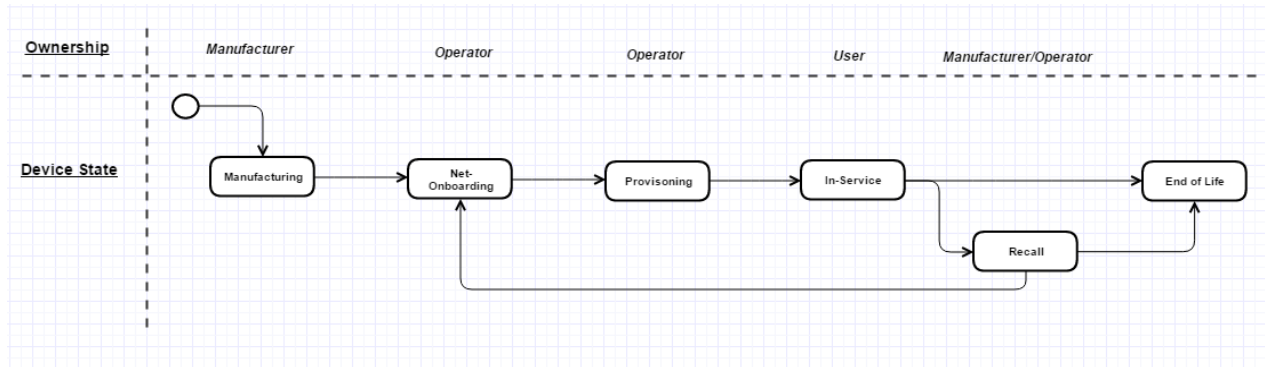 Ownership
Manufacturer
Operator
Operator
User
Manufacturer/Operator
Device State
Manufacturing
Net-
Onboarding
Provisoning
In-Service
End of Life
Recall